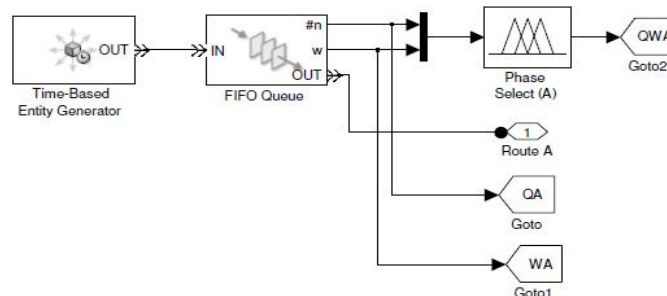 OUT
Time-Based
Entity Generator
IN
#n
w
OUT
FIFO Queue
Phase
Select (A)
QWA
Goto2
1
Route A
QA
Goto
WA
Goto1